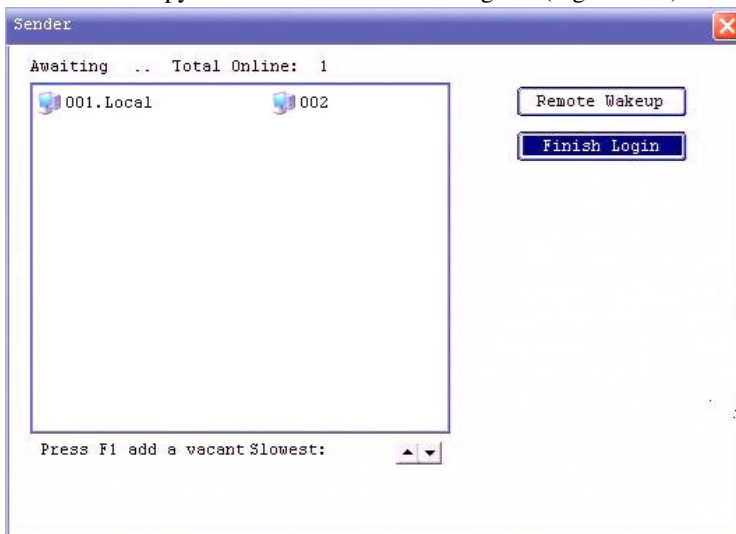 Sender
Awaiting .. Total Online: 1
001.Local 002
Remote Wakeup
Finish Login
Press F1 add a vacant Slowest: